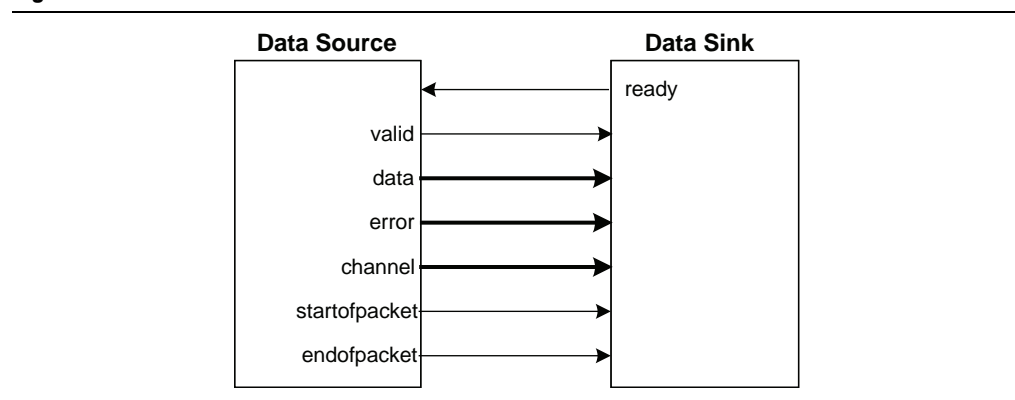 Data Source Data Sink
ready
valid
data
error
channel
startofpacket
endofpacket